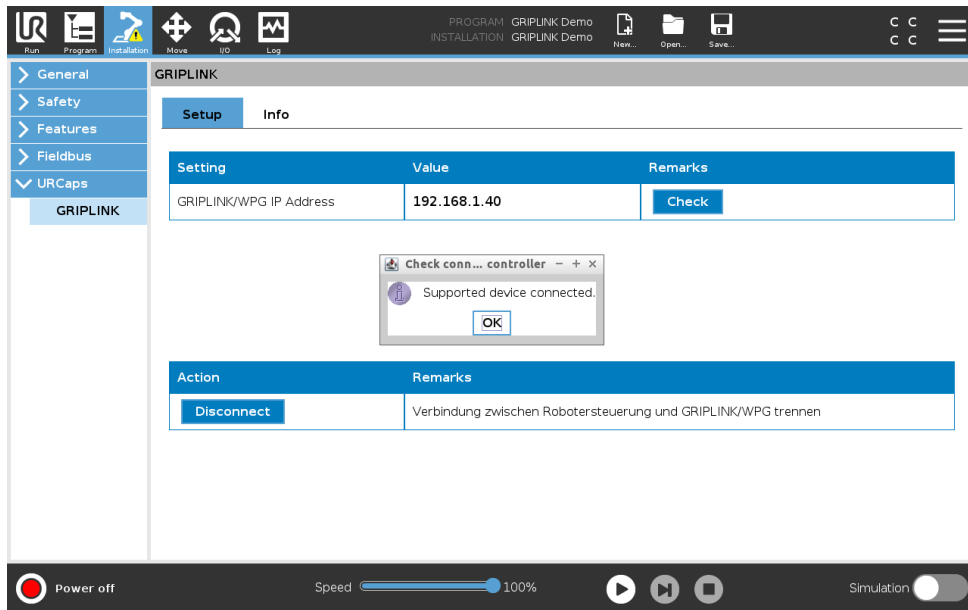 PROGRAM GRIPLINK Demo
INSTALLATION GRIPLINK Demo
UR
Run
Program
Installation
Move
I/O
Log
New...
Open...
Save...
C C
C C
General
Safety
Features
Fieldbus
URCaps
GRIPLINK
GRIPLINK
Setup Info
Setting Value Remarks
GRIPLINK/WPG IP Address 192.168.1.40 Check
Check conn... controller
Supported device connected.
OK
Action Remarks
Disconnect Verbindung zwischen Robotersteuerung und GRIPLINK/WPG trennen
Power off
Speed 100%
Simulation